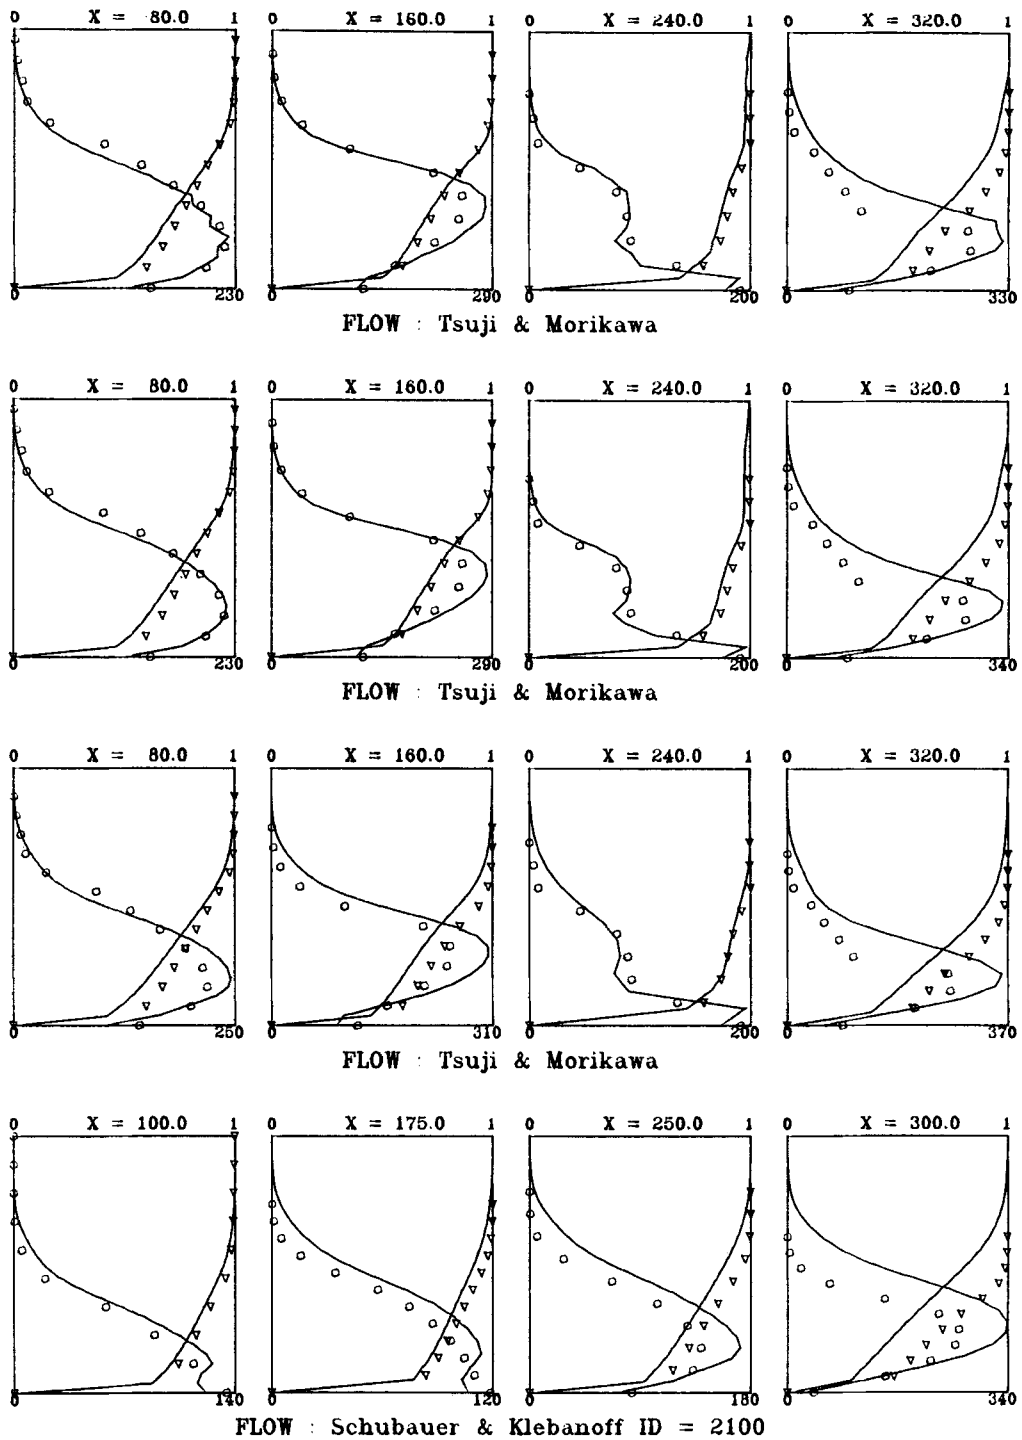 0 X = 80.0 1 0 X = 160.0 1 0 X = 240.0 1 0 X = 320.0 1
0 230 0 290 0 200 0 330
FLOW : Tsuji & Morikawa
0 X = 80.0 1 0 X = 160.0 1 0 X = 240.0 1 0 X = 320.0 1
0 230 0 290 0 200 0 340
FLOW : Tsuji & Morikawa
0 X = 80.0 1 0 X = 160.0 1 0 X = 240.0 1 0 X = 320.0 1
0 250 0 310 0 200 0 370
FLOW : Tsuji & Morikawa
0 X = 100.0 1 0 X = 175.0 1 0 X = 250.0 1 0 X = 300.0 1
0 140 0 120 0 180 0 340
FLOW : Schubauer & Klebanoff ID = 2100